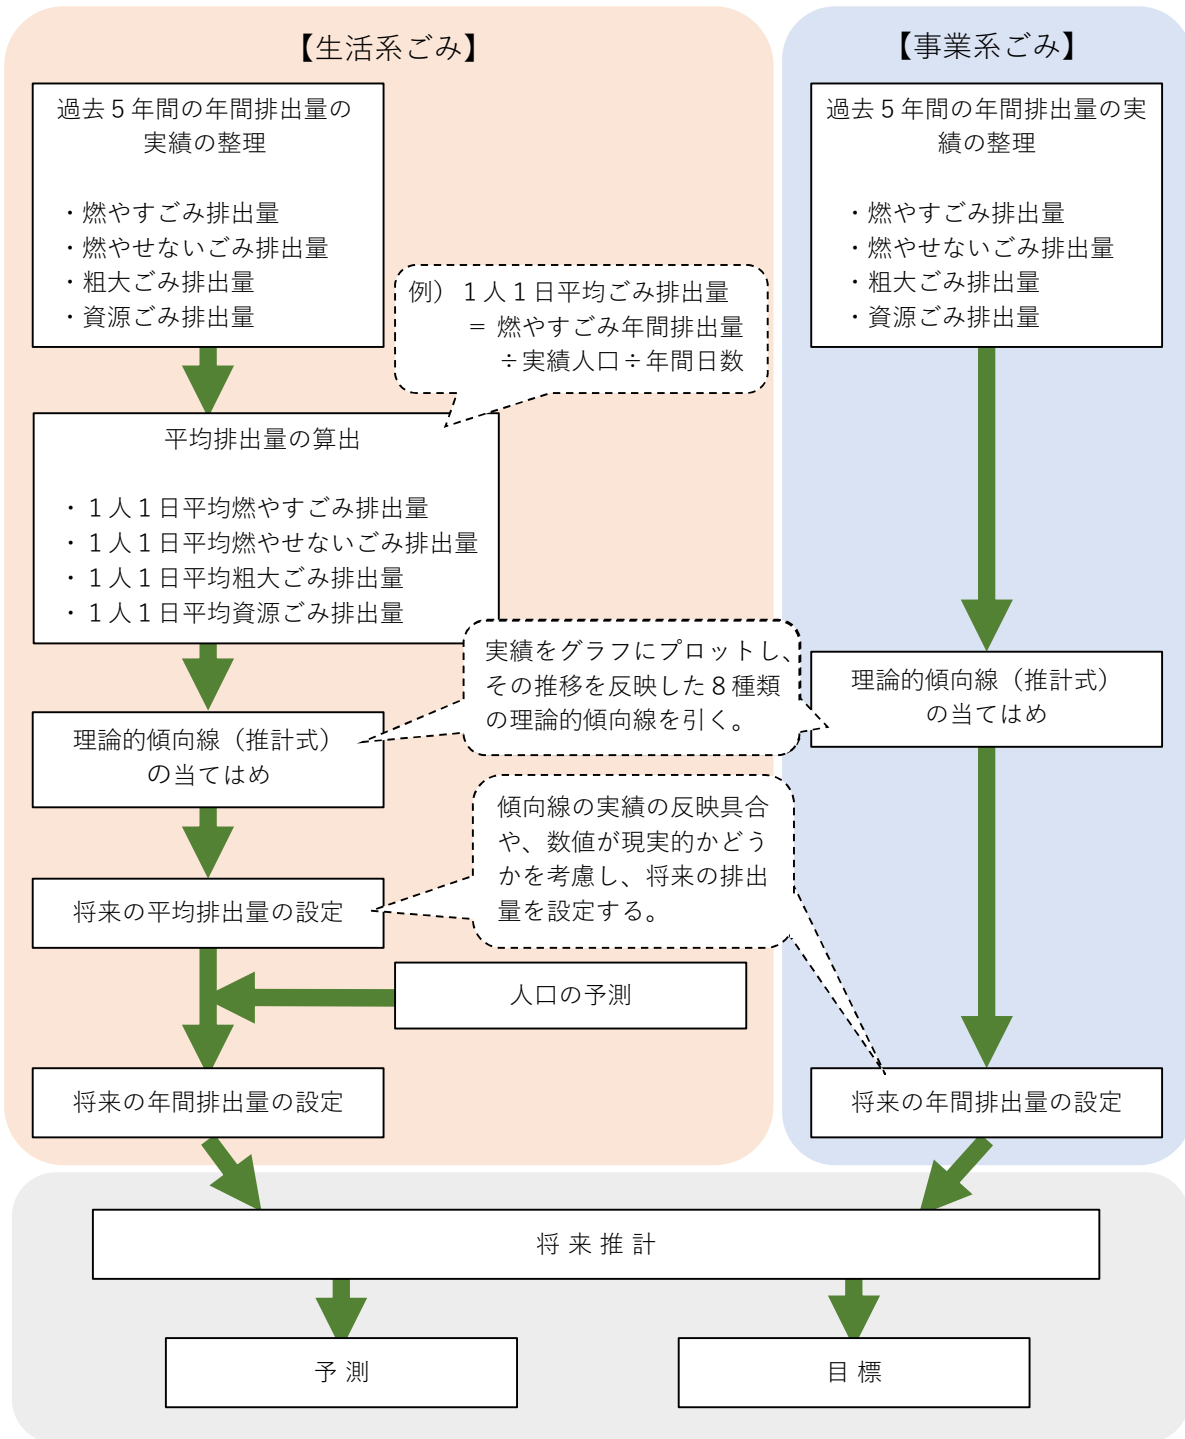 【生活系ごみ】
過去５年間の年間排出量の
実績の整理
・燃やすごみ排出量
・燃やせないごみ排出量
・粗大ごみ排出量
・資源ごみ排出量
例）１人１日平均ごみ排出量
＝ 燃やすごみ年間排出量
÷実績人口÷年間日数
平均排出量の算出
・１人１日平均燃やすごみ排出量
・１人１日平均燃やせないごみ排出量
・１人１日平均粗大ごみ排出量
・１人１日平均資源ごみ排出量
実績をグラフにプロットし、
その推移を反映した８種類
の理論的傾向線を引く。
理論的傾向線（推計式）
の当てはめ
傾向線の実績の反映具合
や、数値が現実的かどう
かを考慮し、将来の排出
量を設定する。
将来の平均排出量の設定
人口の予測
将来の年間排出量の設定
【事業系ごみ】
過去５年間の年間排出量の実
績の整理
・燃やすごみ排出量
・燃やせないごみ排出量
・粗大ごみ排出量
・資源ごみ排出量
理論的傾向線（推計式）
の当てはめ
将来の年間排出量の設定
将 来 推 計
予 測
目 標